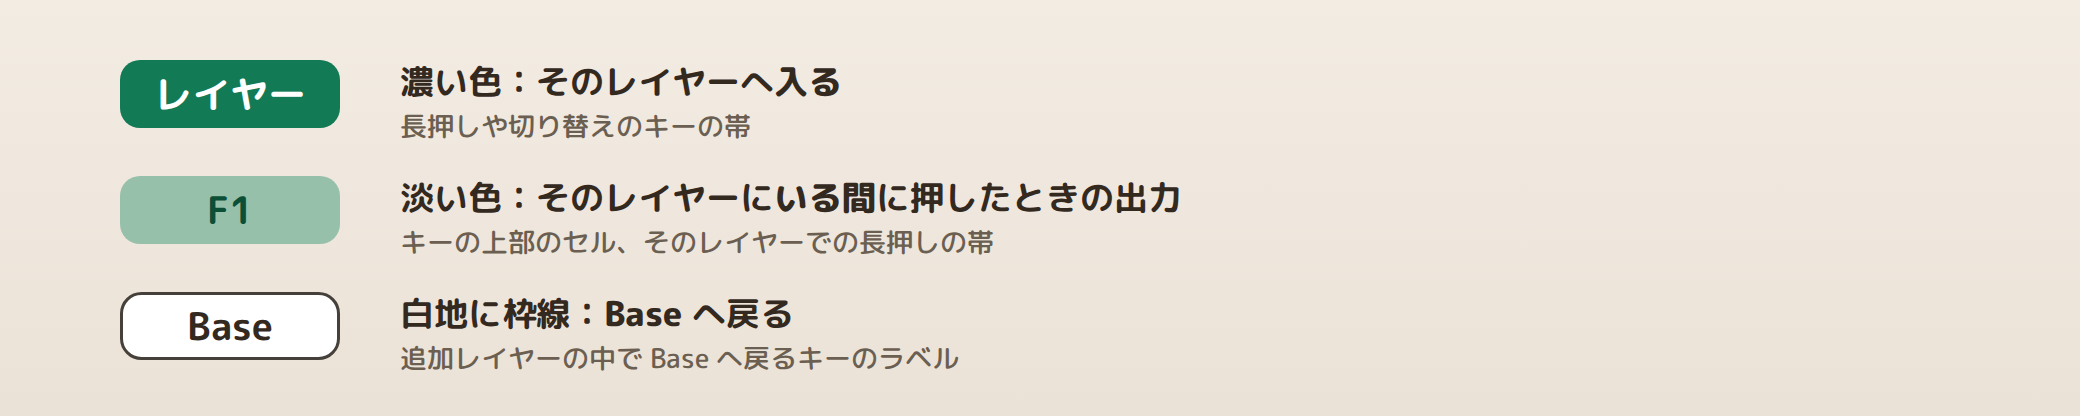 レイヤー
濃い色：そのレイヤーへ入る
長押しや切り替えのキーの帯
F1
淡い色：そのレイヤーにいる間に押したときの出力
キーの上部のセル、そのレイヤーでの長押しの帯
Base
白地に枠線：Base へ戻る
追加レイヤーの中で Base へ戻るキーのラベル